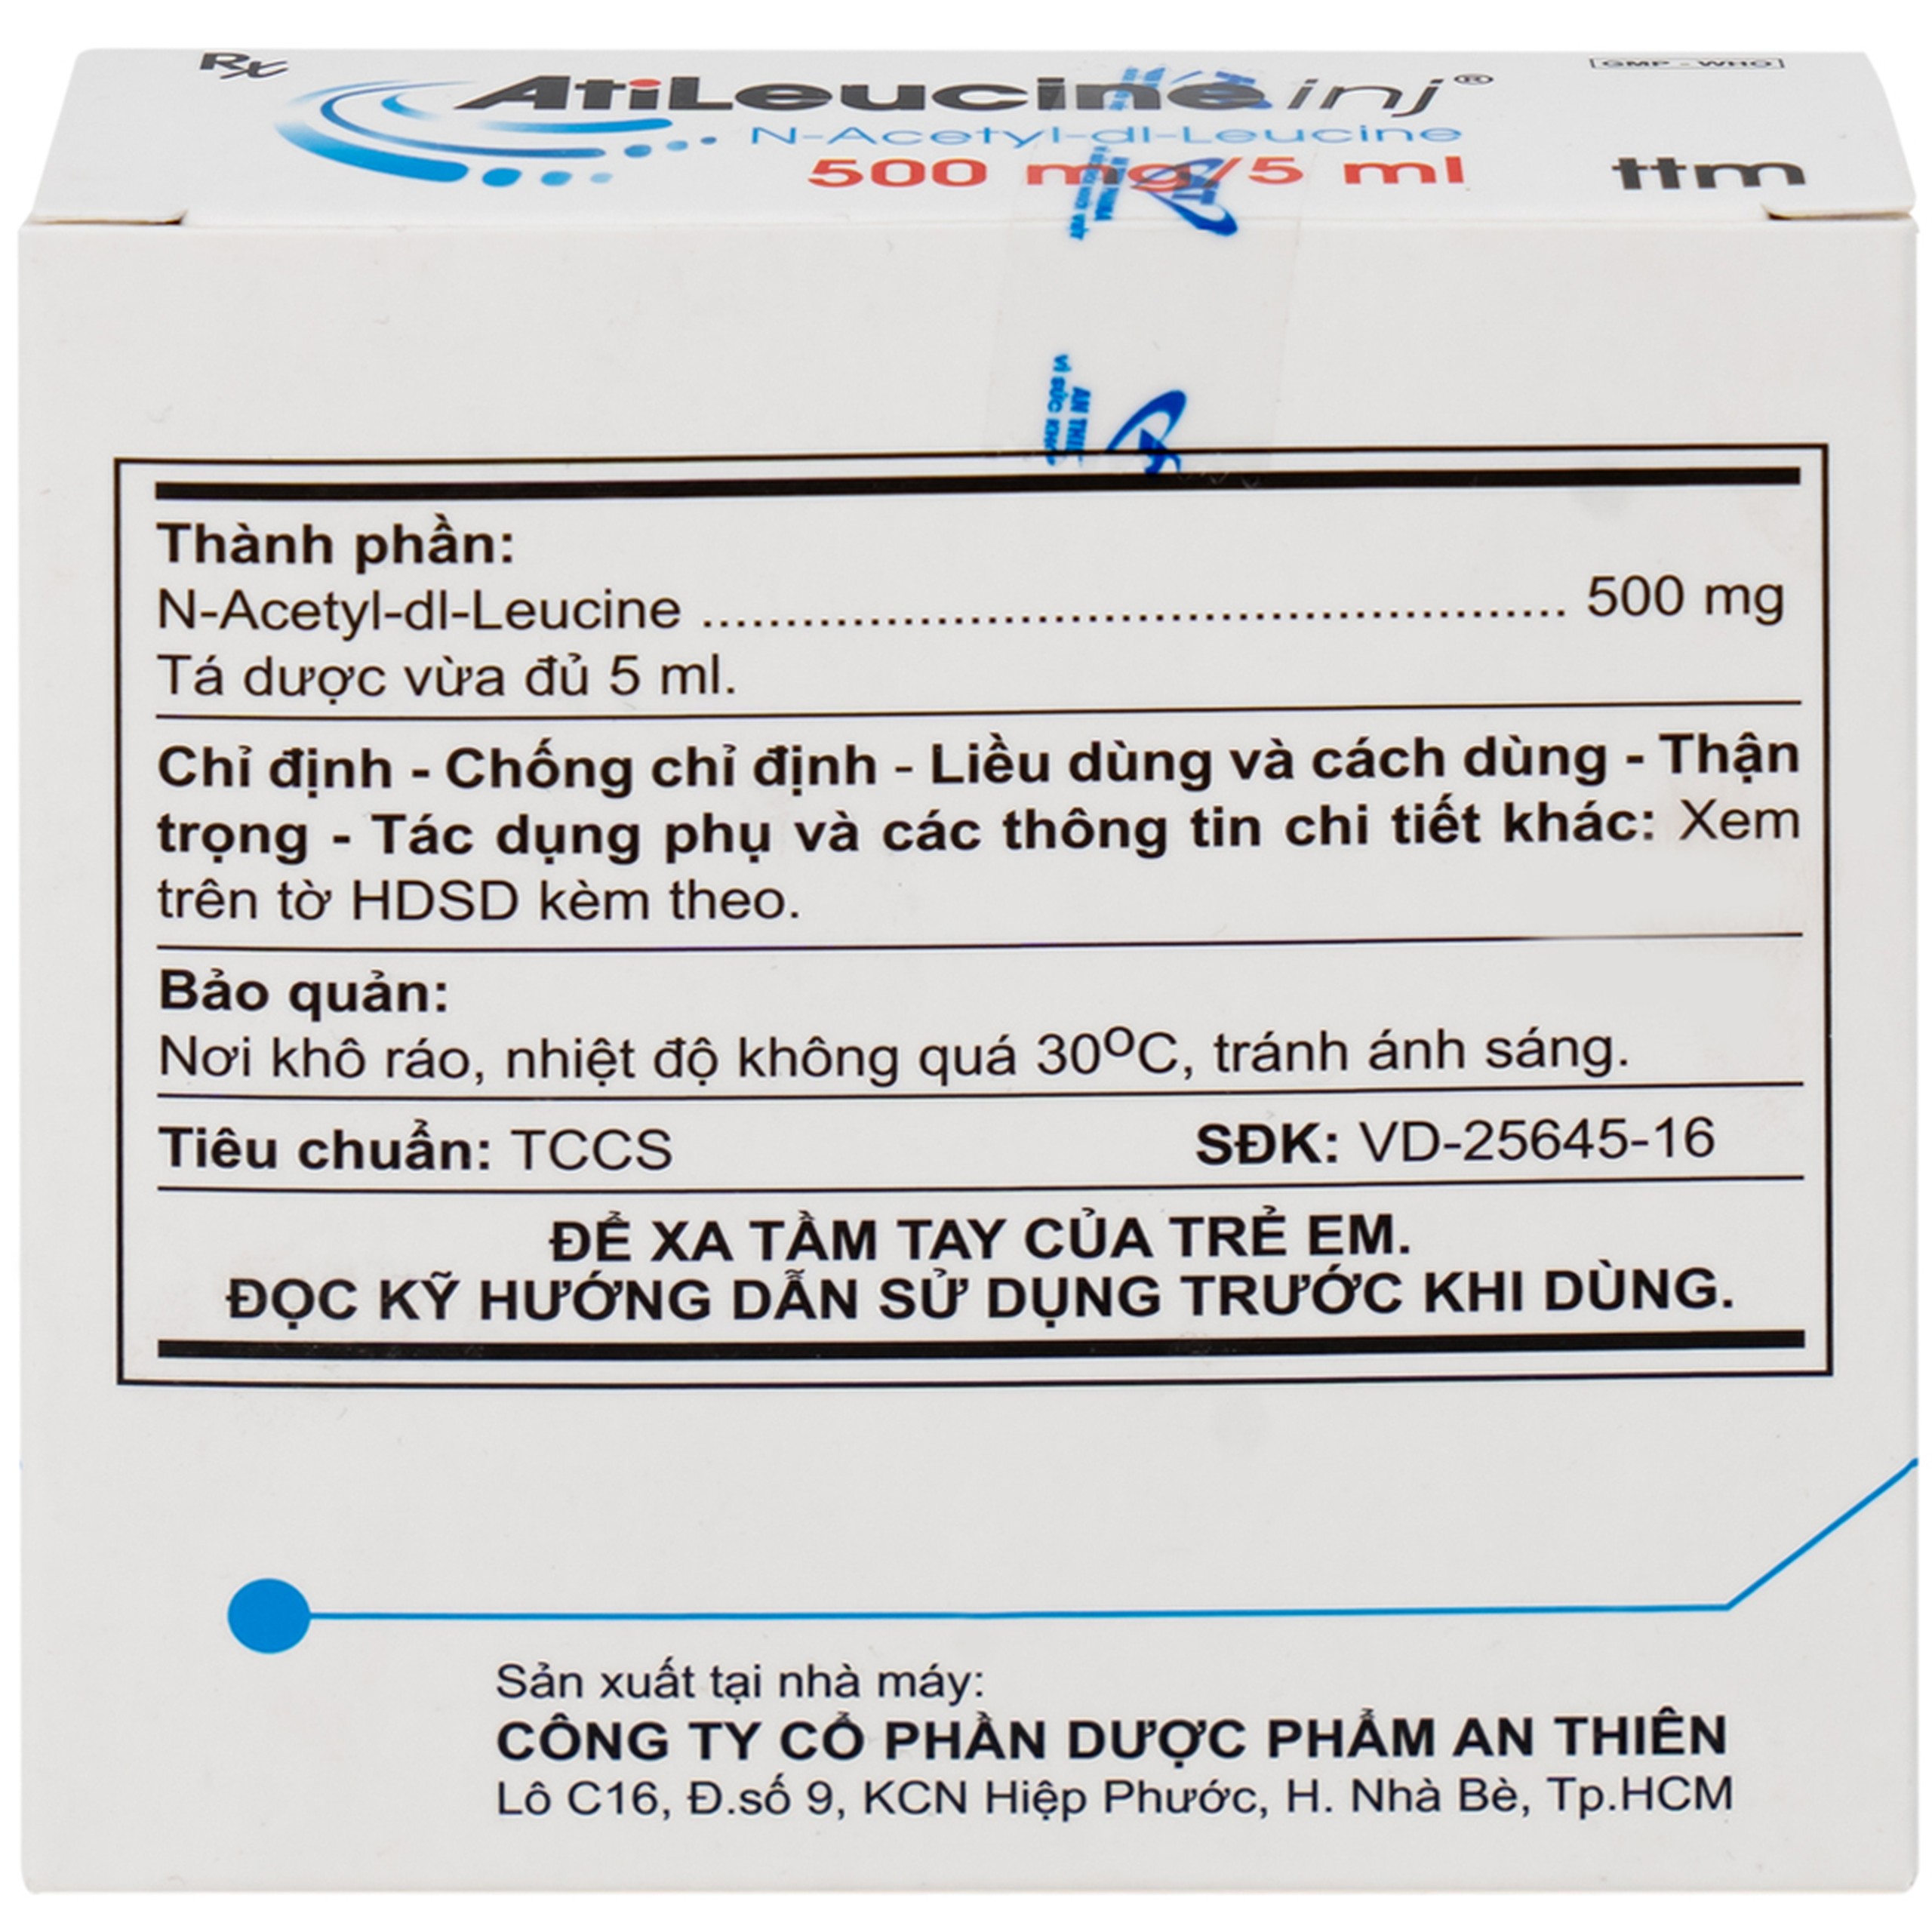 Rx
AtiLeucine inj®
GMP - WHO
N-Acetyl-dl-Leucine
500 mg/5 ml
ttm
Thành phần:
N-Acetyl-dl-Leucine ........................................................ 500 mg
Tá dược vừa đủ 5 ml.
Chỉ định - Chống chỉ định - Liều dùng và cách dùng - Thận
trọng - Tác dụng phụ và các thông tin chi tiết khác: Xem
trên tờ HDSD kèm theo.
Bảo quản:
Nơi khô ráo, nhiệt độ không quá 30ºC, tránh ánh sáng.
Tiêu chuẩn: TCCS SĐK: VD-25645-16
ĐỂ XA TẦM TAY CỦA TRẺ EM.
ĐỌC KỸ HƯỚNG DẪN SỬ DỤNG TRƯỚC KHI DÙNG.
Sản xuất tại nhà máy:
CÔNG TY CỔ PHẦN DƯỢC PHẨM AN THIÊN
Lô C16, Đ.số 9, KCN Hiệp Phước, H. Nhà Bè, Tp.HCM